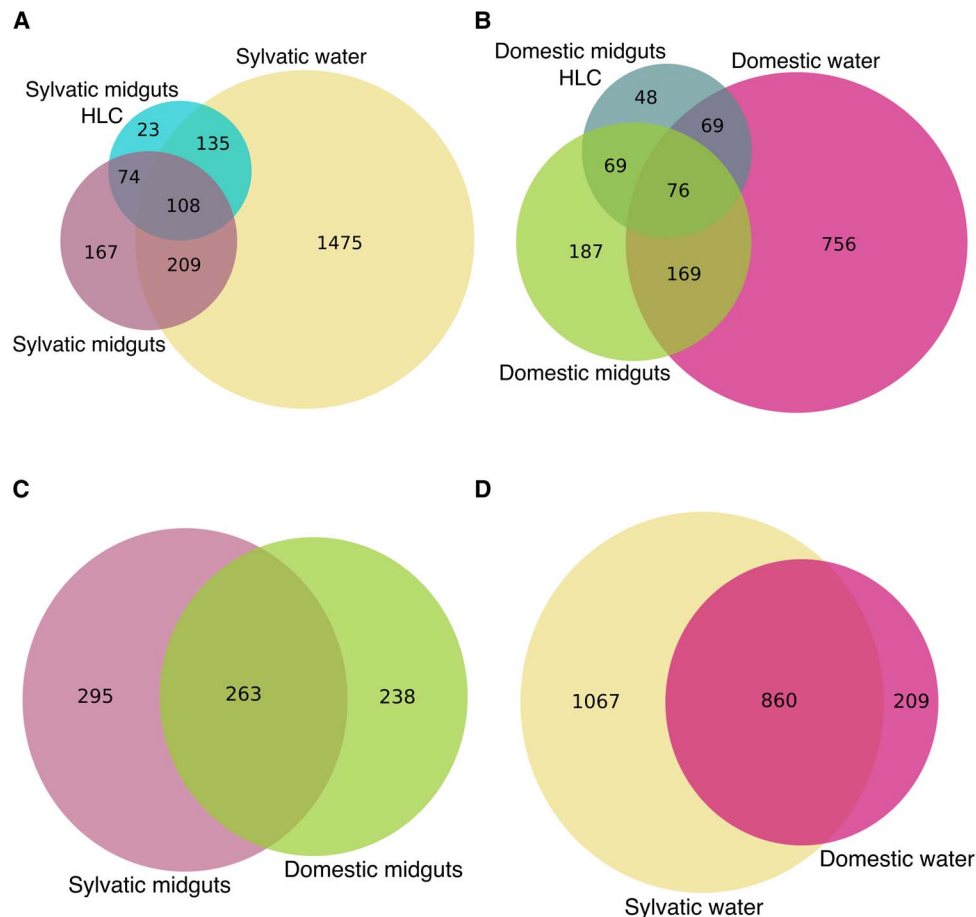 A
Sylvatic water
Sylvatic midguts
HLC
23
135
74
108
167
209
1475
Sylvatic midguts
B
Domestic midguts
HLC
Domestic water
48
69
69
76
187
169
756
Domestic midguts
C
295
263
238
Sylvatic midguts
Domestic midguts
D
1067
860
209
Domestic water
Sylvatic water